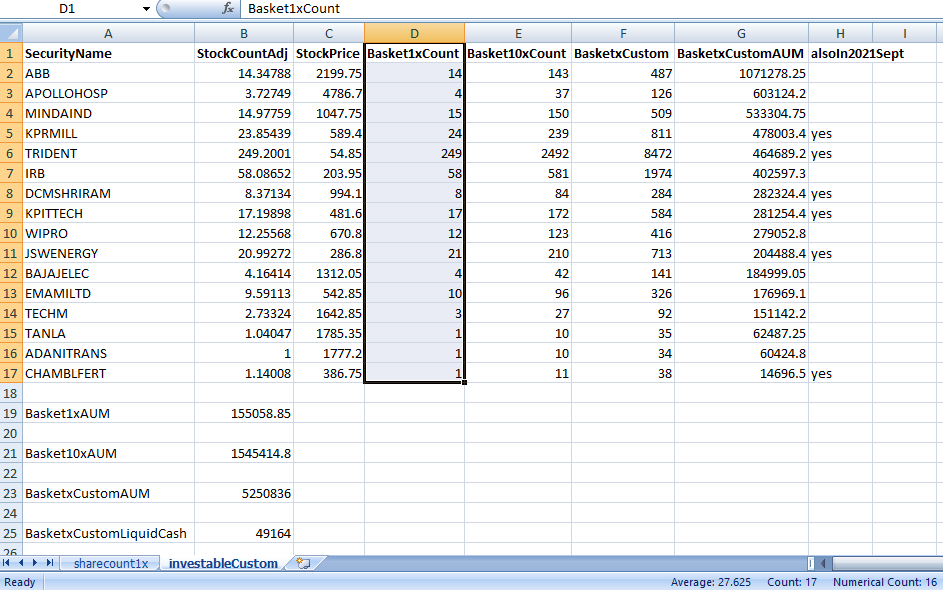 D1 fx Basket1xCount
A B C D E F G H I
1 SecurityName StockCountAdj StockPrice Basket1xCount Basket10xCount BasketxCustom BasketxCustomAUM alsoIn2021Sept
2 ABB 14.34788 2199.75 14 143 487 1071278.25
3 APOLLOHOSP 3.72749 4786.7 4 37 126 603124.2
4 MINDAIND 14.97759 1047.75 15 150 509 533304.75
5 KPRMILL 23.85439 589.4 24 239 811 478003.4 yes
6 TRIDENT 249.2001 54.85 249 2492 8472 464689.2 yes
7 IRB 58.08652 203.95 58 581 1974 402597.3
8 DCMSHRIRAM 8.37134 994.1 8 84 284 282324.4 yes
9 KPITTECH 17.19898 481.6 17 172 584 281254.4 yes
10 WIPRO 12.25568 670.8 12 123 416 279052.8
11 JSWENERGY 20.99272 286.8 21 210 713 204488.4 yes
12 BAJAJELEC 4.16414 1312.05 4 42 141 184999.05
13 EMAMILTD 9.59113 542.85 10 96 326 176969.1
14 TECHM 2.73324 1642.85 3 27 92 151142.2
15 TANLA 1.04047 1785.35 1 10 35 62487.25
16 ADANITRANS 1 1777.2 1 10 34 60424.8
17 CHAMBLFERT 1.14008 386.75 1 11 38 14696.5 yes
18
19 Basket1xAUM 155058.85
20
21 Basket10xAUM 1545414.8
22
23 BasketxCustomAUM 5250836
24
25 BasketxCustomLiquidCash 49164
26
sharecount1x investableCustom
Ready Average: 27.625 Count: 17 Numerical Count: 16